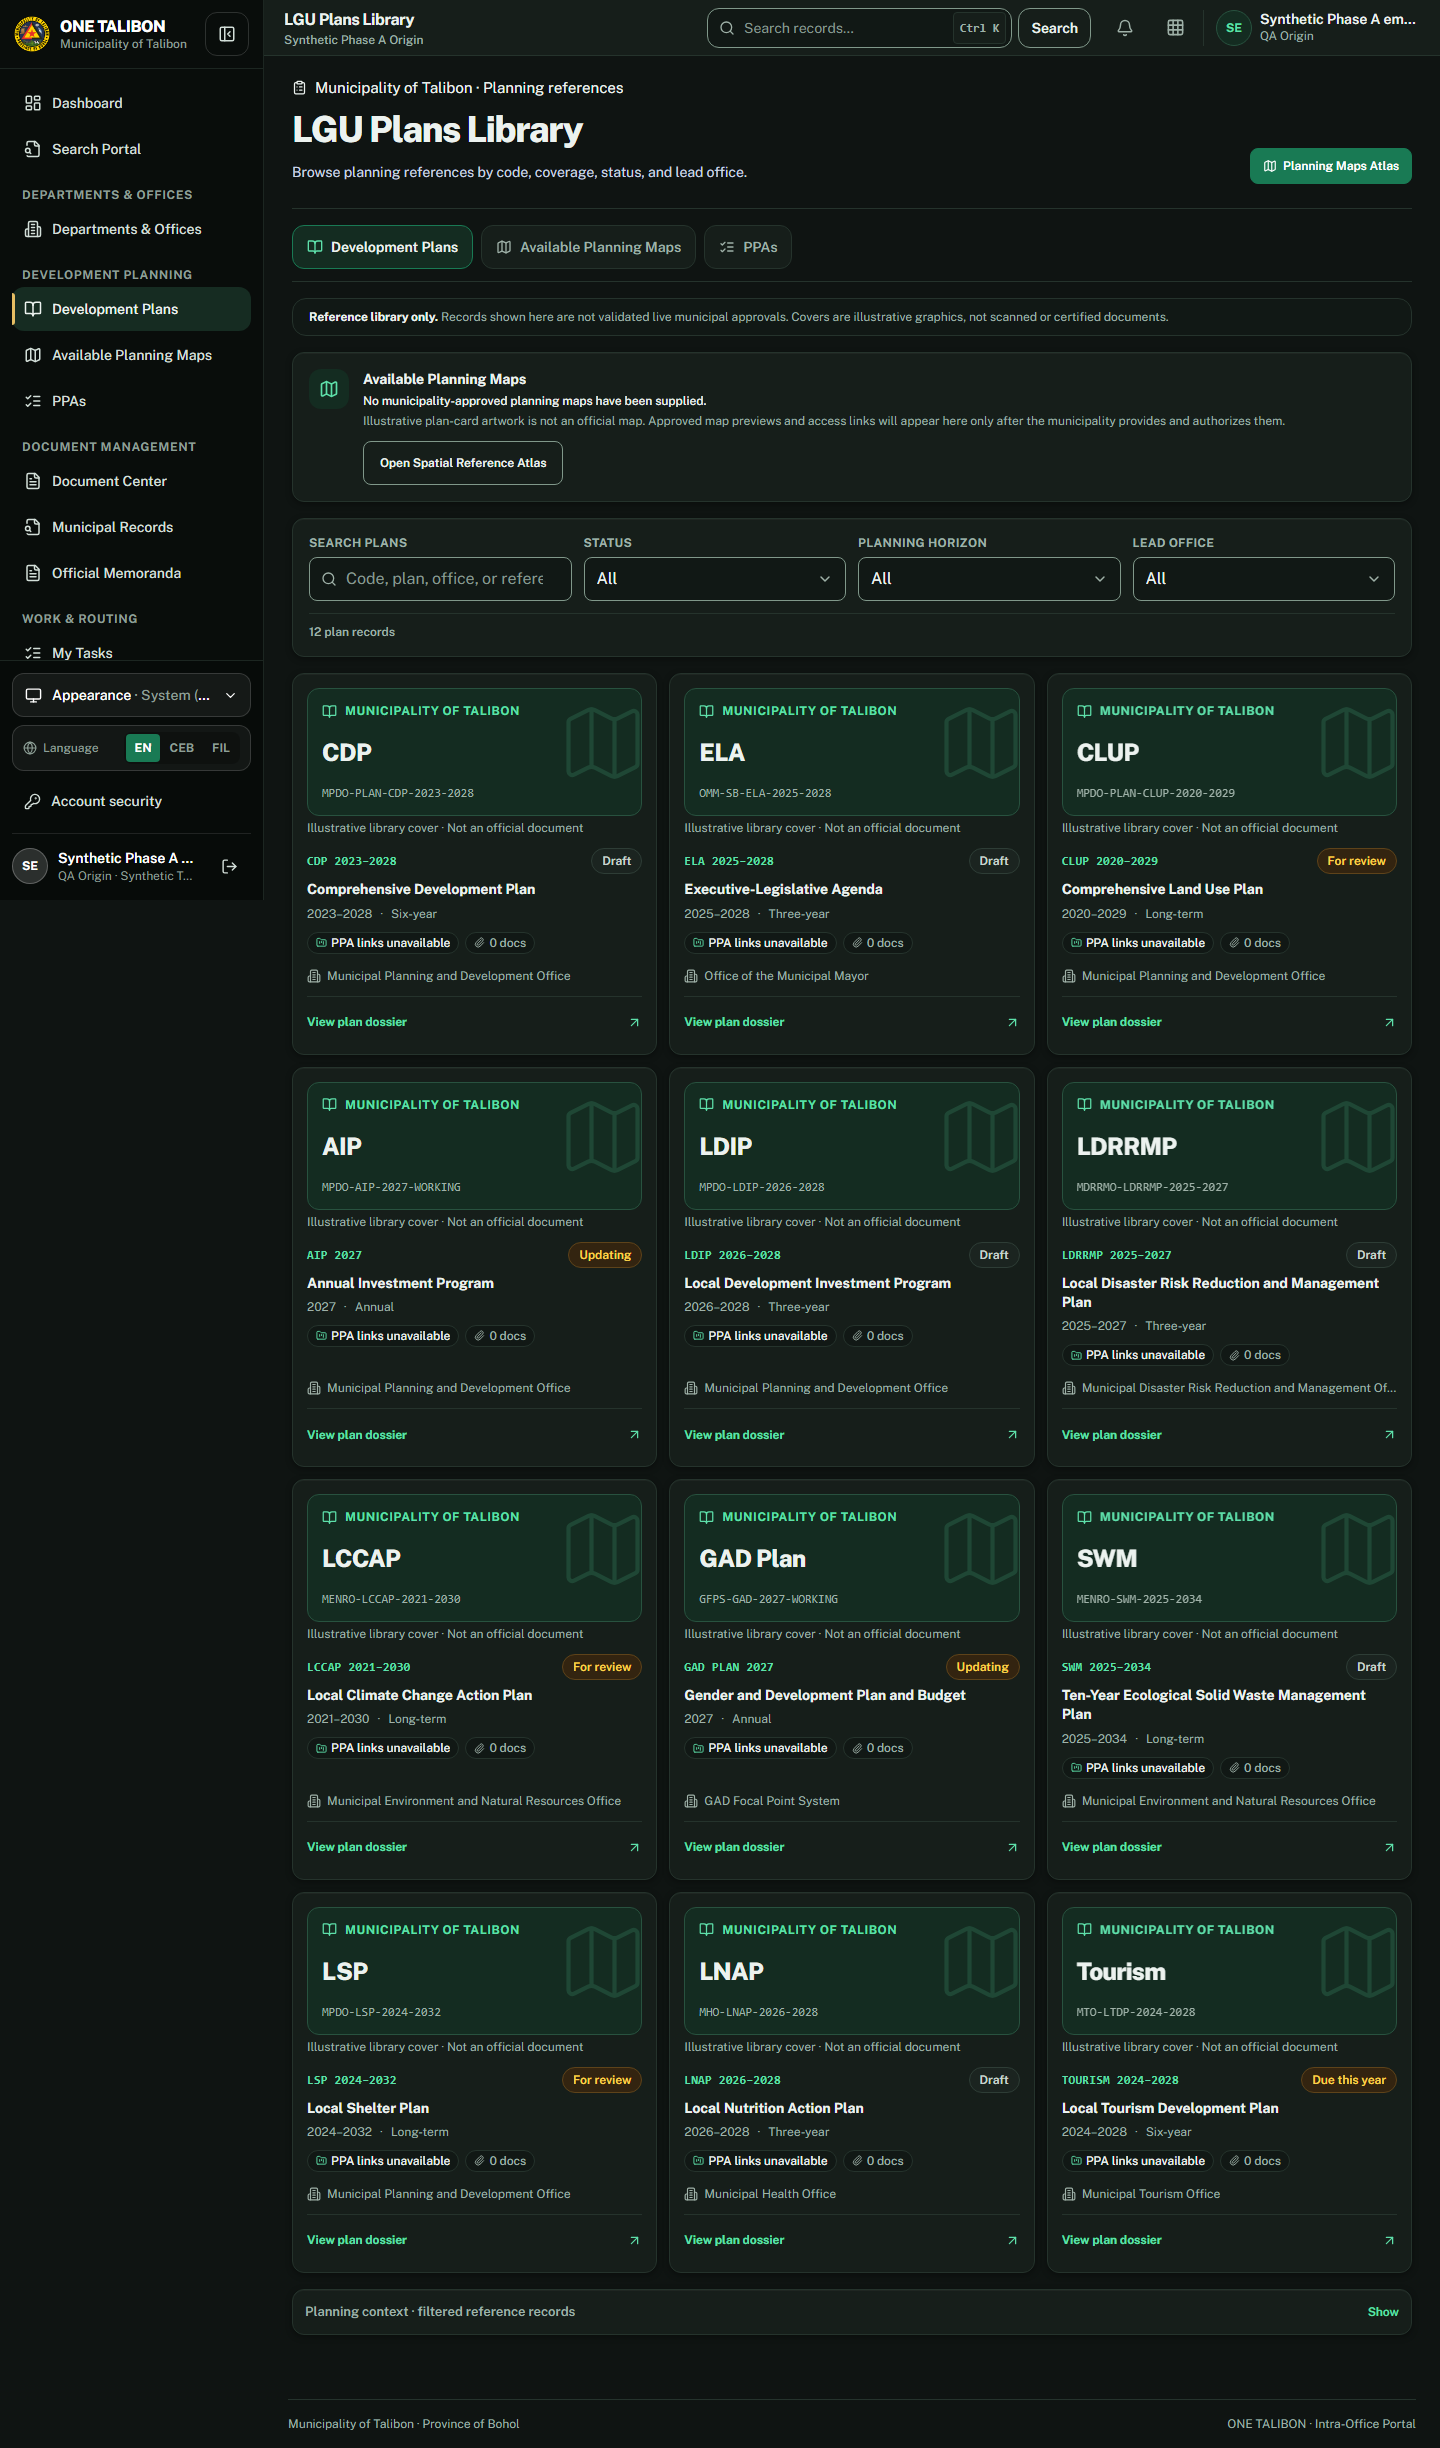 ONE TALIBON
Municipality of Talibon
Dashboard
Search Portal
DEPARTMENTS & OFFICES
Departments & Offices
DEVELOPMENT PLANNING
Development Plans
Available Planning Maps
PPAs
DOCUMENT MANAGEMENT
Document Center
Municipal Records
Official Memoranda
WORK & ROUTING
My Tasks
Appearance · System (...
Language EN CEB FIL
Account security
SE Synthetic Phase A ...
QA Origin · Synthetic T...
LGU Plans Library
Synthetic Phase A Origin
Search records... Ctrl K Search
SE Synthetic Phase A em...
QA Origin
Municipality of Talibon · Planning references
LGU Plans Library
Browse planning references by code, coverage, status, and lead office.
Planning Maps Atlas
Development Plans Available Planning Maps PPAs
Reference library only. Records shown here are not validated live municipal approvals. Covers are illustrative graphics, not scanned or certified documents.
Available Planning Maps
No municipality-approved planning maps have been supplied.
Illustrative plan-card artwork is not an official map. Approved map previews and access links will appear here only after the municipality provides and authorizes them.
Open Spatial Reference Atlas
SEARCH PLANS STATUS PLANNING HORIZON LEAD OFFICE
Code, plan, office, or refere All All All
12 plan records
MUNICIPALITY OF TALIBON
CDP
MPDO-PLAN-CDP-2023-2028
Illustrative library cover · Not an official document
CDP 2023–2028 Draft
Comprehensive Development Plan
2023–2028 · Six-year
PPA links unavailable 0 docs
Municipal Planning and Development Office
View plan dossier
MUNICIPALITY OF TALIBON
ELA
OMM-SB-ELA-2025-2028
Illustrative library cover · Not an official document
ELA 2025–2028 Draft
Executive-Legislative Agenda
2025–2028 · Three-year
PPA links unavailable 0 docs
Office of the Municipal Mayor
View plan dossier
MUNICIPALITY OF TALIBON
CLUP
MPDO-PLAN-CLUP-2020-2029
Illustrative library cover · Not an official document
CLUP 2020–2029 For review
Comprehensive Land Use Plan
2020–2029 · Long-term
PPA links unavailable 0 docs
Municipal Planning and Development Office
View plan dossier
MUNICIPALITY OF TALIBON
AIP
MPDO-AIP-2027-WORKING
Illustrative library cover · Not an official document
AIP 2027 Updating
Annual Investment Program
2027 · Annual
PPA links unavailable 0 docs
Municipal Planning and Development Office
View plan dossier
MUNICIPALITY OF TALIBON
LDIP
MPDO-LDIP-2026-2028
Illustrative library cover · Not an official document
LDIP 2026–2028 Draft
Local Development Investment Program
2026–2028 · Three-year
PPA links unavailable 0 docs
Municipal Planning and Development Office
View plan dossier
MUNICIPALITY OF TALIBON
LDRRMP
MDRRMO-LDRRMP-2025-2027
Illustrative library cover · Not an official document
LDRRMP 2025–2027 Draft
Local Disaster Risk Reduction and Management
Plan
2025–2027 · Three-year
PPA links unavailable 0 docs
Municipal Disaster Risk Reduction and Management Of...
View plan dossier
MUNICIPALITY OF TALIBON
LCCAP
MENRO-LCCAP-2021-2030
Illustrative library cover · Not an official document
LCCAP 2021–2030 For review
Local Climate Change Action Plan
2021–2030 · Long-term
PPA links unavailable 0 docs
Municipal Environment and Natural Resources Office
View plan dossier
MUNICIPALITY OF TALIBON
GAD Plan
GFPS-GAD-2027-WORKING
Illustrative library cover · Not an official document
GAD PLAN 2027 Updating
Gender and Development Plan and Budget
2027 · Annual
PPA links unavailable 0 docs
GAD Focal Point System
View plan dossier
MUNICIPALITY OF TALIBON
SWM
MENRO-SWM-2025-2034
Illustrative library cover · Not an official document
SWM 2025–2034 Draft
Ten-Year Ecological Solid Waste Management
Plan
2025–2034 · Long-term
PPA links unavailable 0 docs
Municipal Environment and Natural Resources Office
View plan dossier
MUNICIPALITY OF TALIBON
LSP
MPDO-LSP-2024-2032
Illustrative library cover · Not an official document
LSP 2024–2032 For review
Local Shelter Plan
2024–2032 · Long-term
PPA links unavailable 0 docs
Municipal Planning and Development Office
View plan dossier
MUNICIPALITY OF TALIBON
LNAP
MHO-LNAP-2026-2028
Illustrative library cover · Not an official document
LNAP 2026–2028 Draft
Local Nutrition Action Plan
2026–2028 · Three-year
PPA links unavailable 0 docs
Municipal Health Office
View plan dossier
MUNICIPALITY OF TALIBON
Tourism
MTO-LTDP-2024-2028
Illustrative library cover · Not an official document
TOURISM 2024–2028 Due this year
Local Tourism Development Plan
2024–2028 · Six-year
PPA links unavailable 0 docs
Municipal Tourism Office
View plan dossier
Planning context · filtered reference records Show
Municipality of Talibon · Province of Bohol
ONE TALIBON · Intra-Office Portal